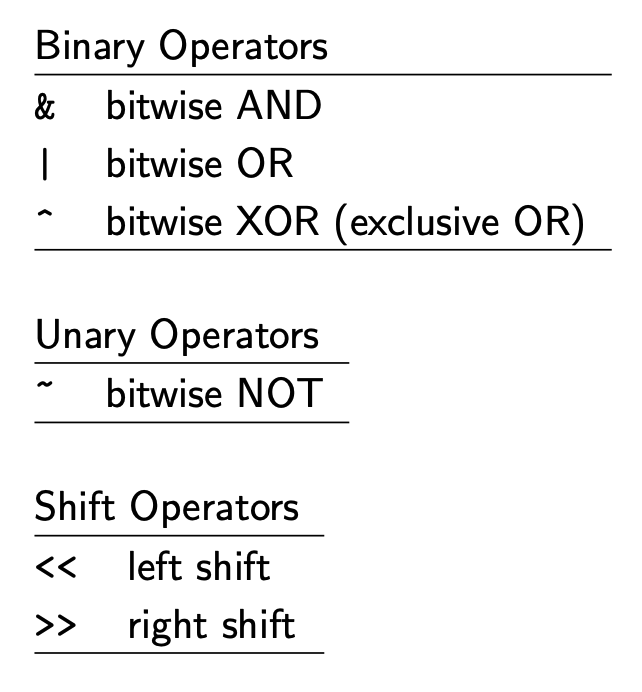 Binary Operators
& bitwise AND
| bitwise OR
^ bitwise XOR (exclusive OR)
Unary Operators
~ bitwise NOT
Shift Operators
<< left shift
>> right shift